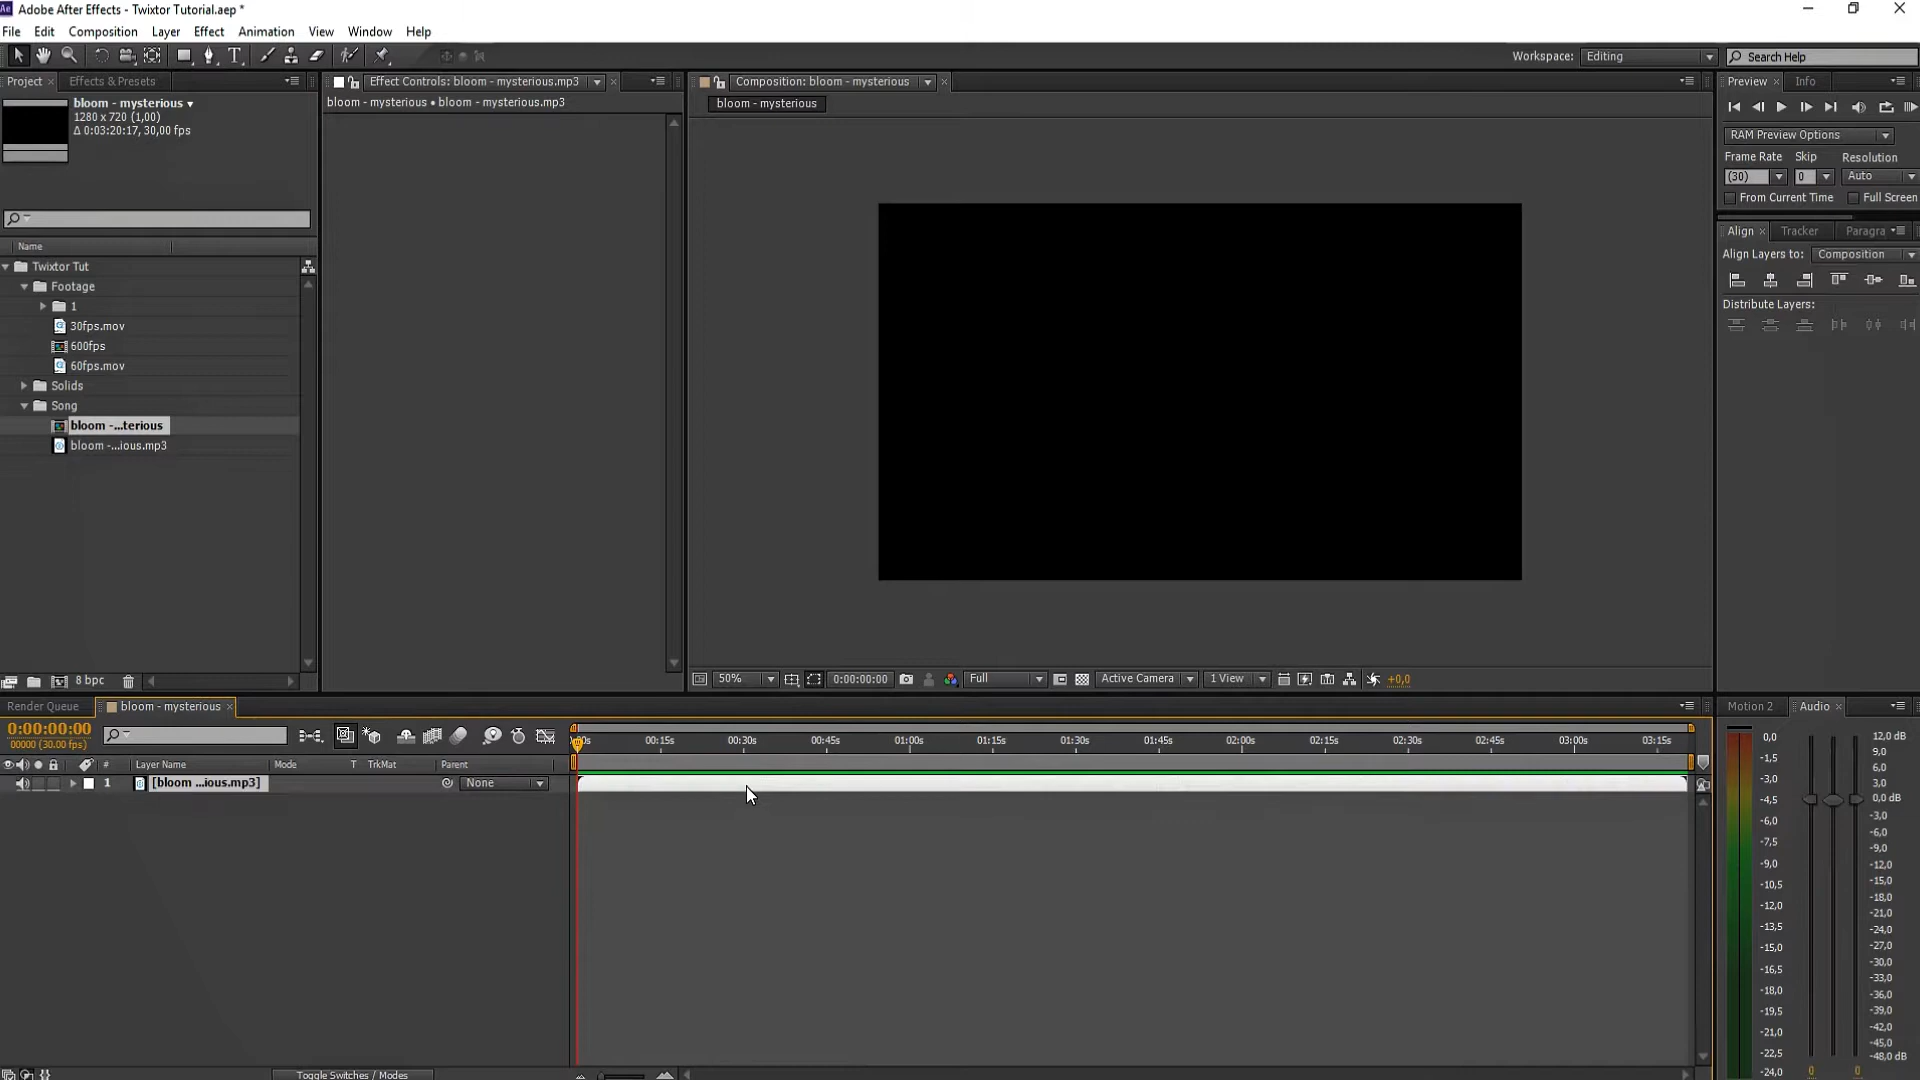 Adobe After Effects - Twixtor Tutorial.aep *
File Edit Composition Layer Effect Animation View Window Help
Workspace: Editing Search Help
Project Effects & Presets
bloom - mysterious
1280 x 720 (1,00)
Δ 0:03:20:17, 30,00 fps
Name
Twixtor Tut
Footage
1
30fps.mov
600fps
60fps.mov
Solids
Song
bloom -...terious
bloom -...ious.mp3
8 bpc
Effect Controls: bloom - mysterious.mp3
bloom - mysterious • bloom - mysterious.mp3
Composition: bloom - mysterious
bloom - mysterious
50% 0:00:00:00 Full Active Camera 1 View +0,0
Preview Info
RAM Preview Options
Frame Rate Skip Resolution
(30) 0 Auto
From Current Time Full Screen
Align Tracker Paragra
Align Layers to: Composition
Distribute Layers:
Render Queue bloom - mysterious
0:00:00:00
00000 (30.00 fps)
00:15s 00:30s 00:45s 01:00s 01:15s 01:30s 01:45s 02:00s 02:15s 02:30s 02:45s 03:00s 03:15s
# Layer Name Mode T TrkMat Parent
1 [bloom ...ious.mp3] None
Toggle Switches / Modes
Motion 2 Audio
0,0
-1,5
-3,0
-4,5
-6,0
-7,5
-9,0
-10,5
-12,0
-13,5
-15,0
-16,5
-18,0
-19,5
-21,0
-22,5
-24,0
12,0 dB
9,0
6,0
3,0
0,0 dB
-3,0
-6,0
-9,0
-12,0
-15,0
-18,0
-21,0
-24,0
-27,0
-30,0
-33,0
-36,0
-39,0
-42,0
-45,0
-48,0 dB
0 0